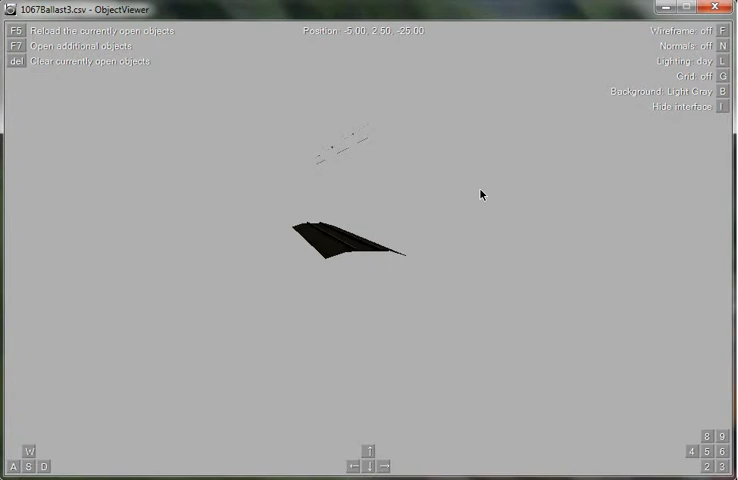 1067Ballast3.csv - ObjectViewer
F5 Reload the currently open objects
F7 Open additional objects
del Clear currently open objects
Position: -5.00, 2.50, -25.00
Wireframe: off F
Normals: off N
Lighting: day L
Grid: off G
Background: Light Gray B
Hide interface I
W
A S D
↑
← ↓ →
8 9
4 5 6
2 3